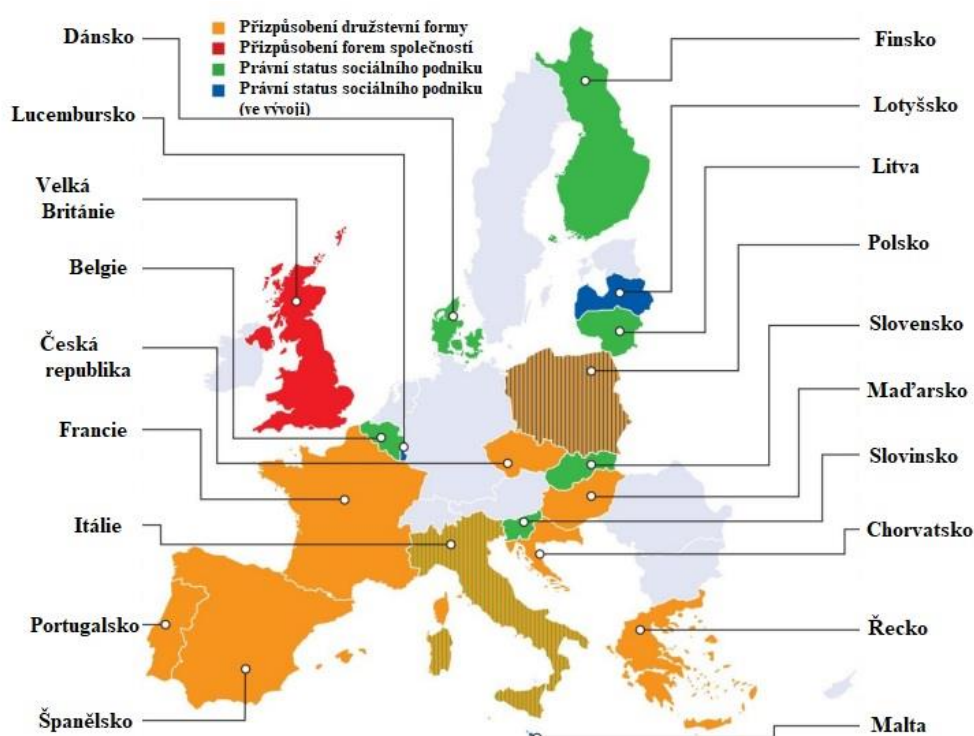 Přizpůsobení družstevní formy
Přizpůsobení forem společností
Právní status sociálního podniku
Právní status sociálního podniku
(ve vývoji)
Dánsko
Lucembursko
Velká
Británie
Belgie
Česká
republika
Francie
Itálie
Portugalsko
Španělsko
Finsko
Lotyšsko
Litva
Polsko
Slovensko
Maďarsko
Slovinsko
Chorvatsko
Řecko
Malta